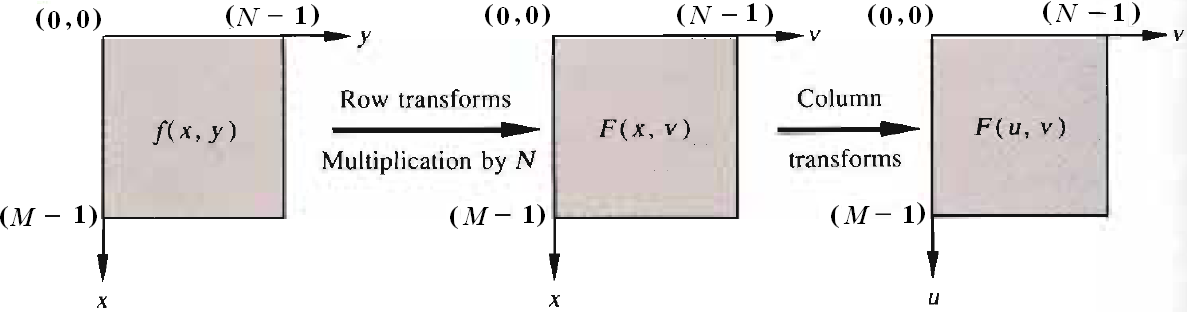 (0,0) (N − 1) y
f(x, y)
(M − 1)
x
Row transforms
Multiplication by N
(0,0) (N − 1) v
F(x, v)
(M − 1)
x
Column
transforms
(0,0) (N − 1) v
F(u, v)
(M − 1)
u